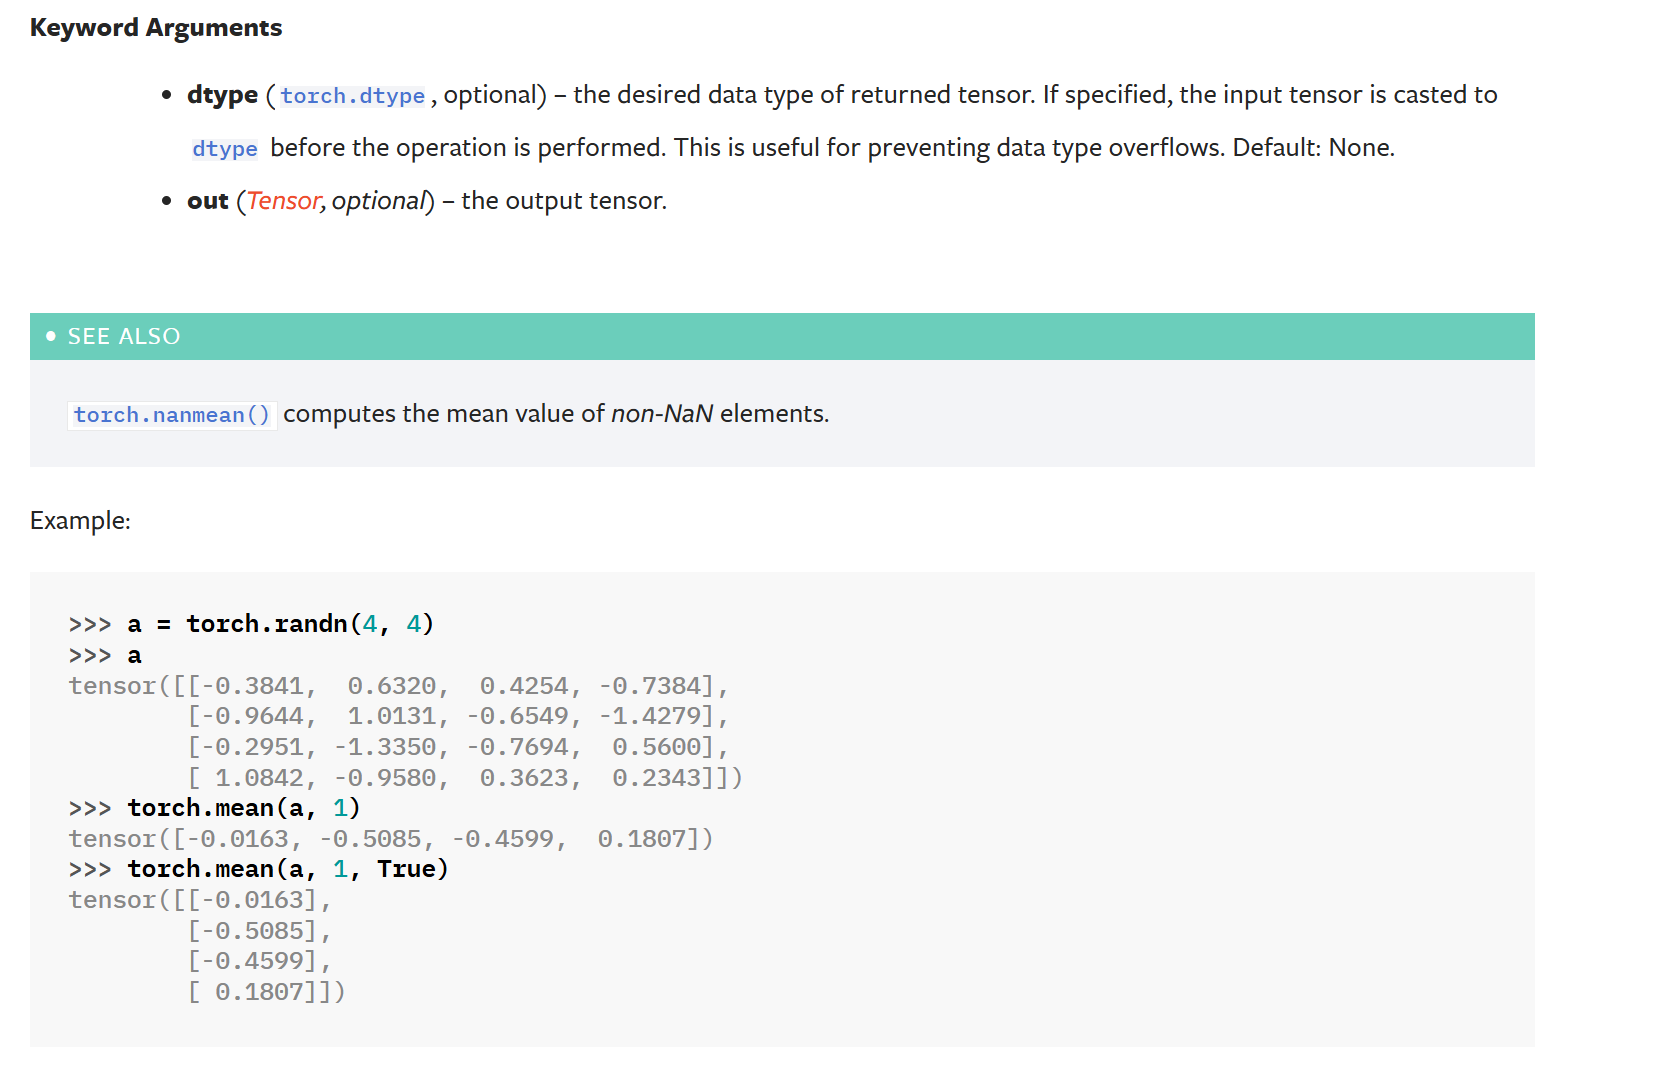 Keyword Arguments
• dtype (torch.dtype, optional) – the desired data type of returned tensor. If specified, the input tensor is casted to
dtype before the operation is performed. This is useful for preventing data type overflows. Default: None.
• out (Tensor, optional) – the output tensor.
• SEE ALSO
torch.nanmean() computes the mean value of non-NaN elements.
Example:
>>> a = torch.randn(4, 4)
>>> a
tensor([[-0.3841,  0.6320,  0.4254, -0.7384],
        [-0.9644,  1.0131, -0.6549, -1.4279],
        [-0.2951, -1.3350, -0.7694,  0.5600],
        [ 1.0842, -0.9580,  0.3623,  0.2343]])
>>> torch.mean(a, 1)
tensor([-0.0163, -0.5085, -0.4599,  0.1807])
>>> torch.mean(a, 1, True)
tensor([[-0.0163],
        [-0.5085],
        [-0.4599],
        [ 0.1807]])